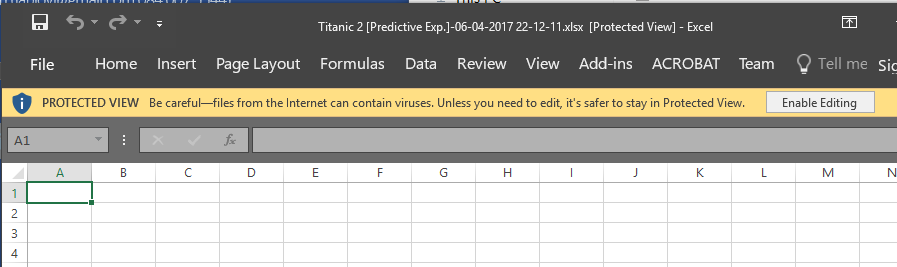 Titanic 2 [Predictive Exp.]-06-04-2017 22-12-11.xlsx [Protected View] - Excel
File Home Insert Page Layout Formulas Data Review View Add-ins ACROBAT Team Tell me
PROTECTED VIEW Be careful—files from the Internet can contain viruses. Unless you need to edit, it's safer to stay in Protected View. Enable Editing
A1 fx
A B C D E F G H I J K L M N
1
2
3
4